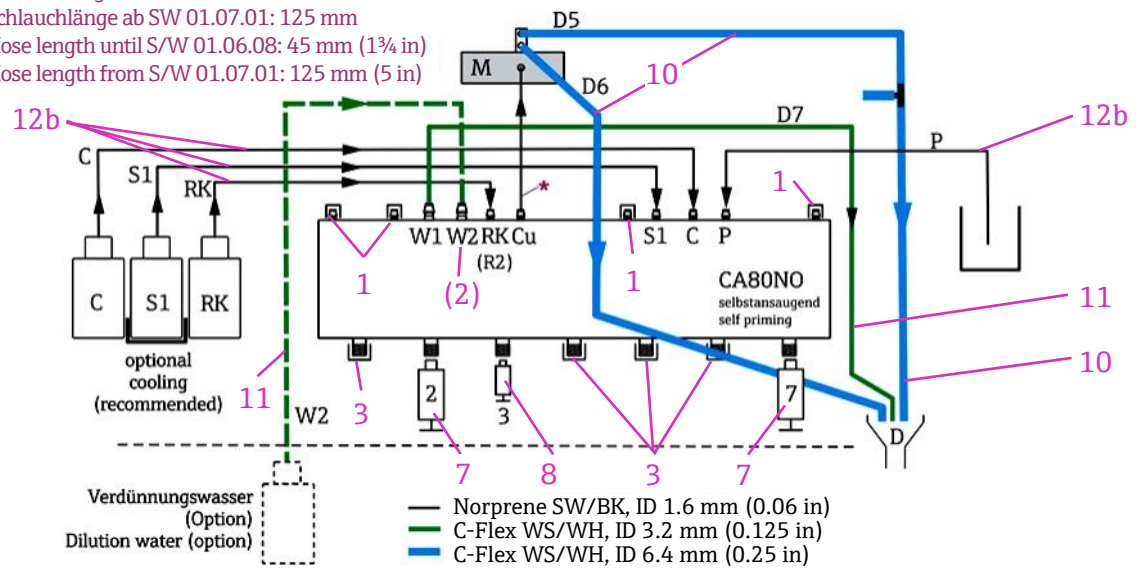 chlauchlänge ab SW 01.07.01: 125 mm
ose length until S/W 01.06.08: 45 mm (1¾ in)
ose length from S/W 01.07.01: 125 mm (5 in)
D5
M
10
D6
D7
12b
12b
C
S1
RK
P
*
1
W1 W2 RK Cu
(R2)
S1 C P
1
(2)
1
CA80NO
selbstansaugend
self priming
C
S1
RK
11
10
optional
cooling
(recommended)
11
W2
3
2
3
7
D
7
8
3
7
Verdünnungswasser
(Option)
Dilution water (option)
Norprene SW/BK, ID 1.6 mm (0.06 in)
C-Flex WS/WH, ID 3.2 mm (0.125 in)
C-Flex WS/WH, ID 6.4 mm (0.25 in)